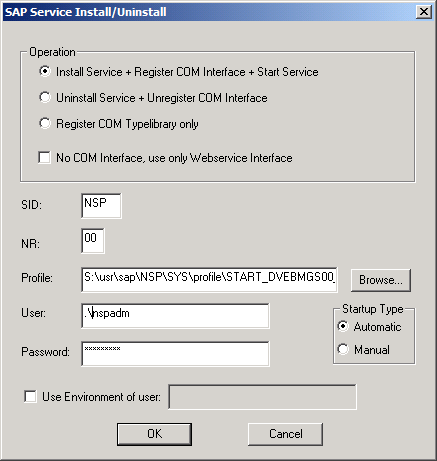 SAP Service Install/Uninstall
Operation
Install Service + Register COM Interface + Start Service
Uninstall Service + Unregister COM Interface
Register COM Typelibrary only
No COM Interface, use only Webservice Interface
SID: NSP
NR: 00
Profile: S:\usr\sap\NSP\SYS\profile\START_DVEBMGS00_ Browse...
User: .\nspadm
Startup Type
Automatic
Password: ×××××××××
Manual
Use Environment of user:
OK Cancel